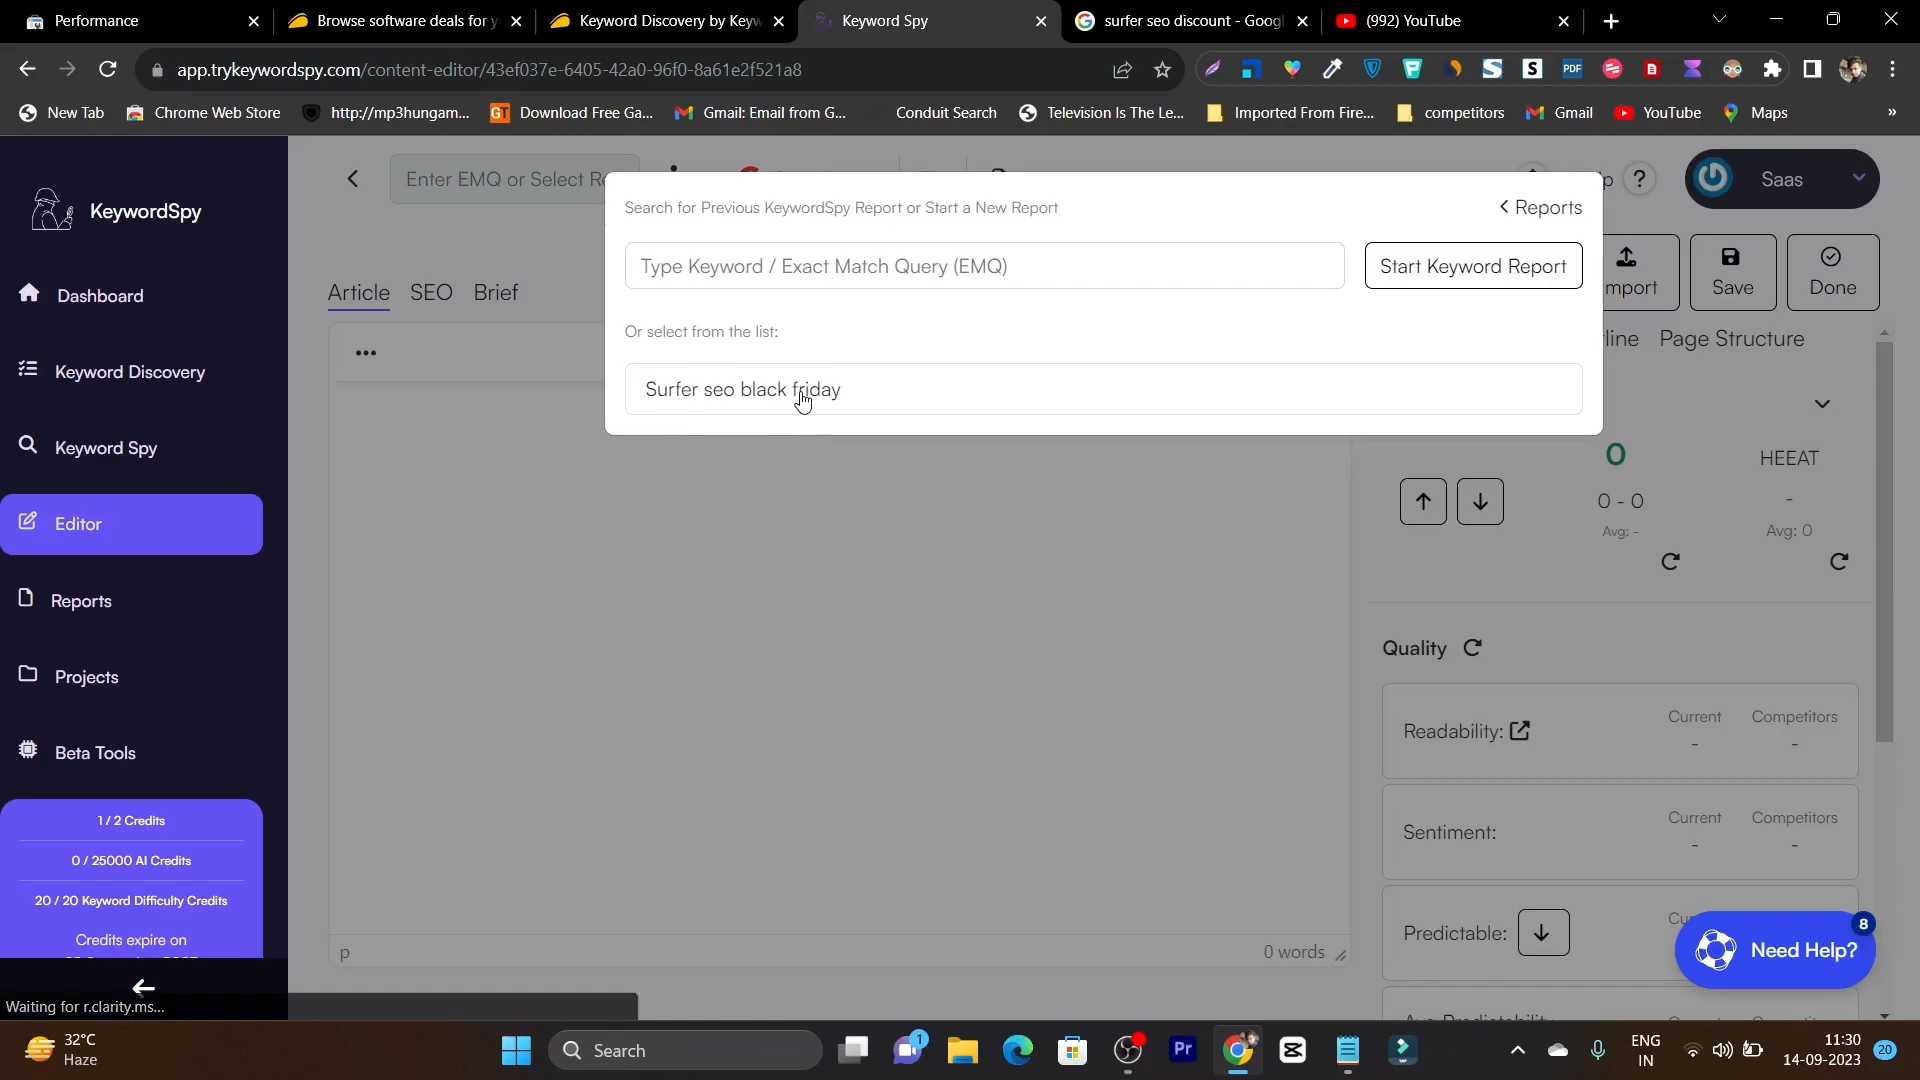 Performance
Browse software deals for y
Keyword Discovery by Key
Keyword Spy
surfer seo discount - Googl
(992) YouTube
app.trykeywordspy.com/content-editor/43ef037e-6405-42a0-96f0-8a61e2f521a8
New Tab
Chrome Web Store
http://mp3hungam...
GT
Download Free Ga...
Gmail: Email from G...
Conduit Search
Television Is The Le...
Imported From Fire...
competitors
Gmail
YouTube
Maps
»
KeywordSpy
Enter EMQ or Select Re
p
?
Saas
Search for Previous KeywordSpy Report or Start a New Report
Reports
Type Keyword / Exact Match Query (EMQ)
Start Keyword Report
mport
Save
Done
Article
SEO
Brief
Or select from the list:
Surfer seo black friday
line
Page Structure
Dashboard
Keyword Discovery
Keyword Spy
Editor
Reports
Projects
Beta Tools
0
HEEAT
0 - 0
-
Avg: -
Avg: 0
Quality
Readability:
Current
Competitors
-
-
Sentiment:
Current
Competitors
-
-
Predictable:
8
Need Help?
1 / 2 Credits
0 / 25000 AI Credits
20 / 20 Keyword Difficulty Credits
Credits expire on
p
0 words
Waiting for r.clarity.ms...
32°C
Haze
Search
1
Pr
ENG
IN
11:30
14-09-2023
20